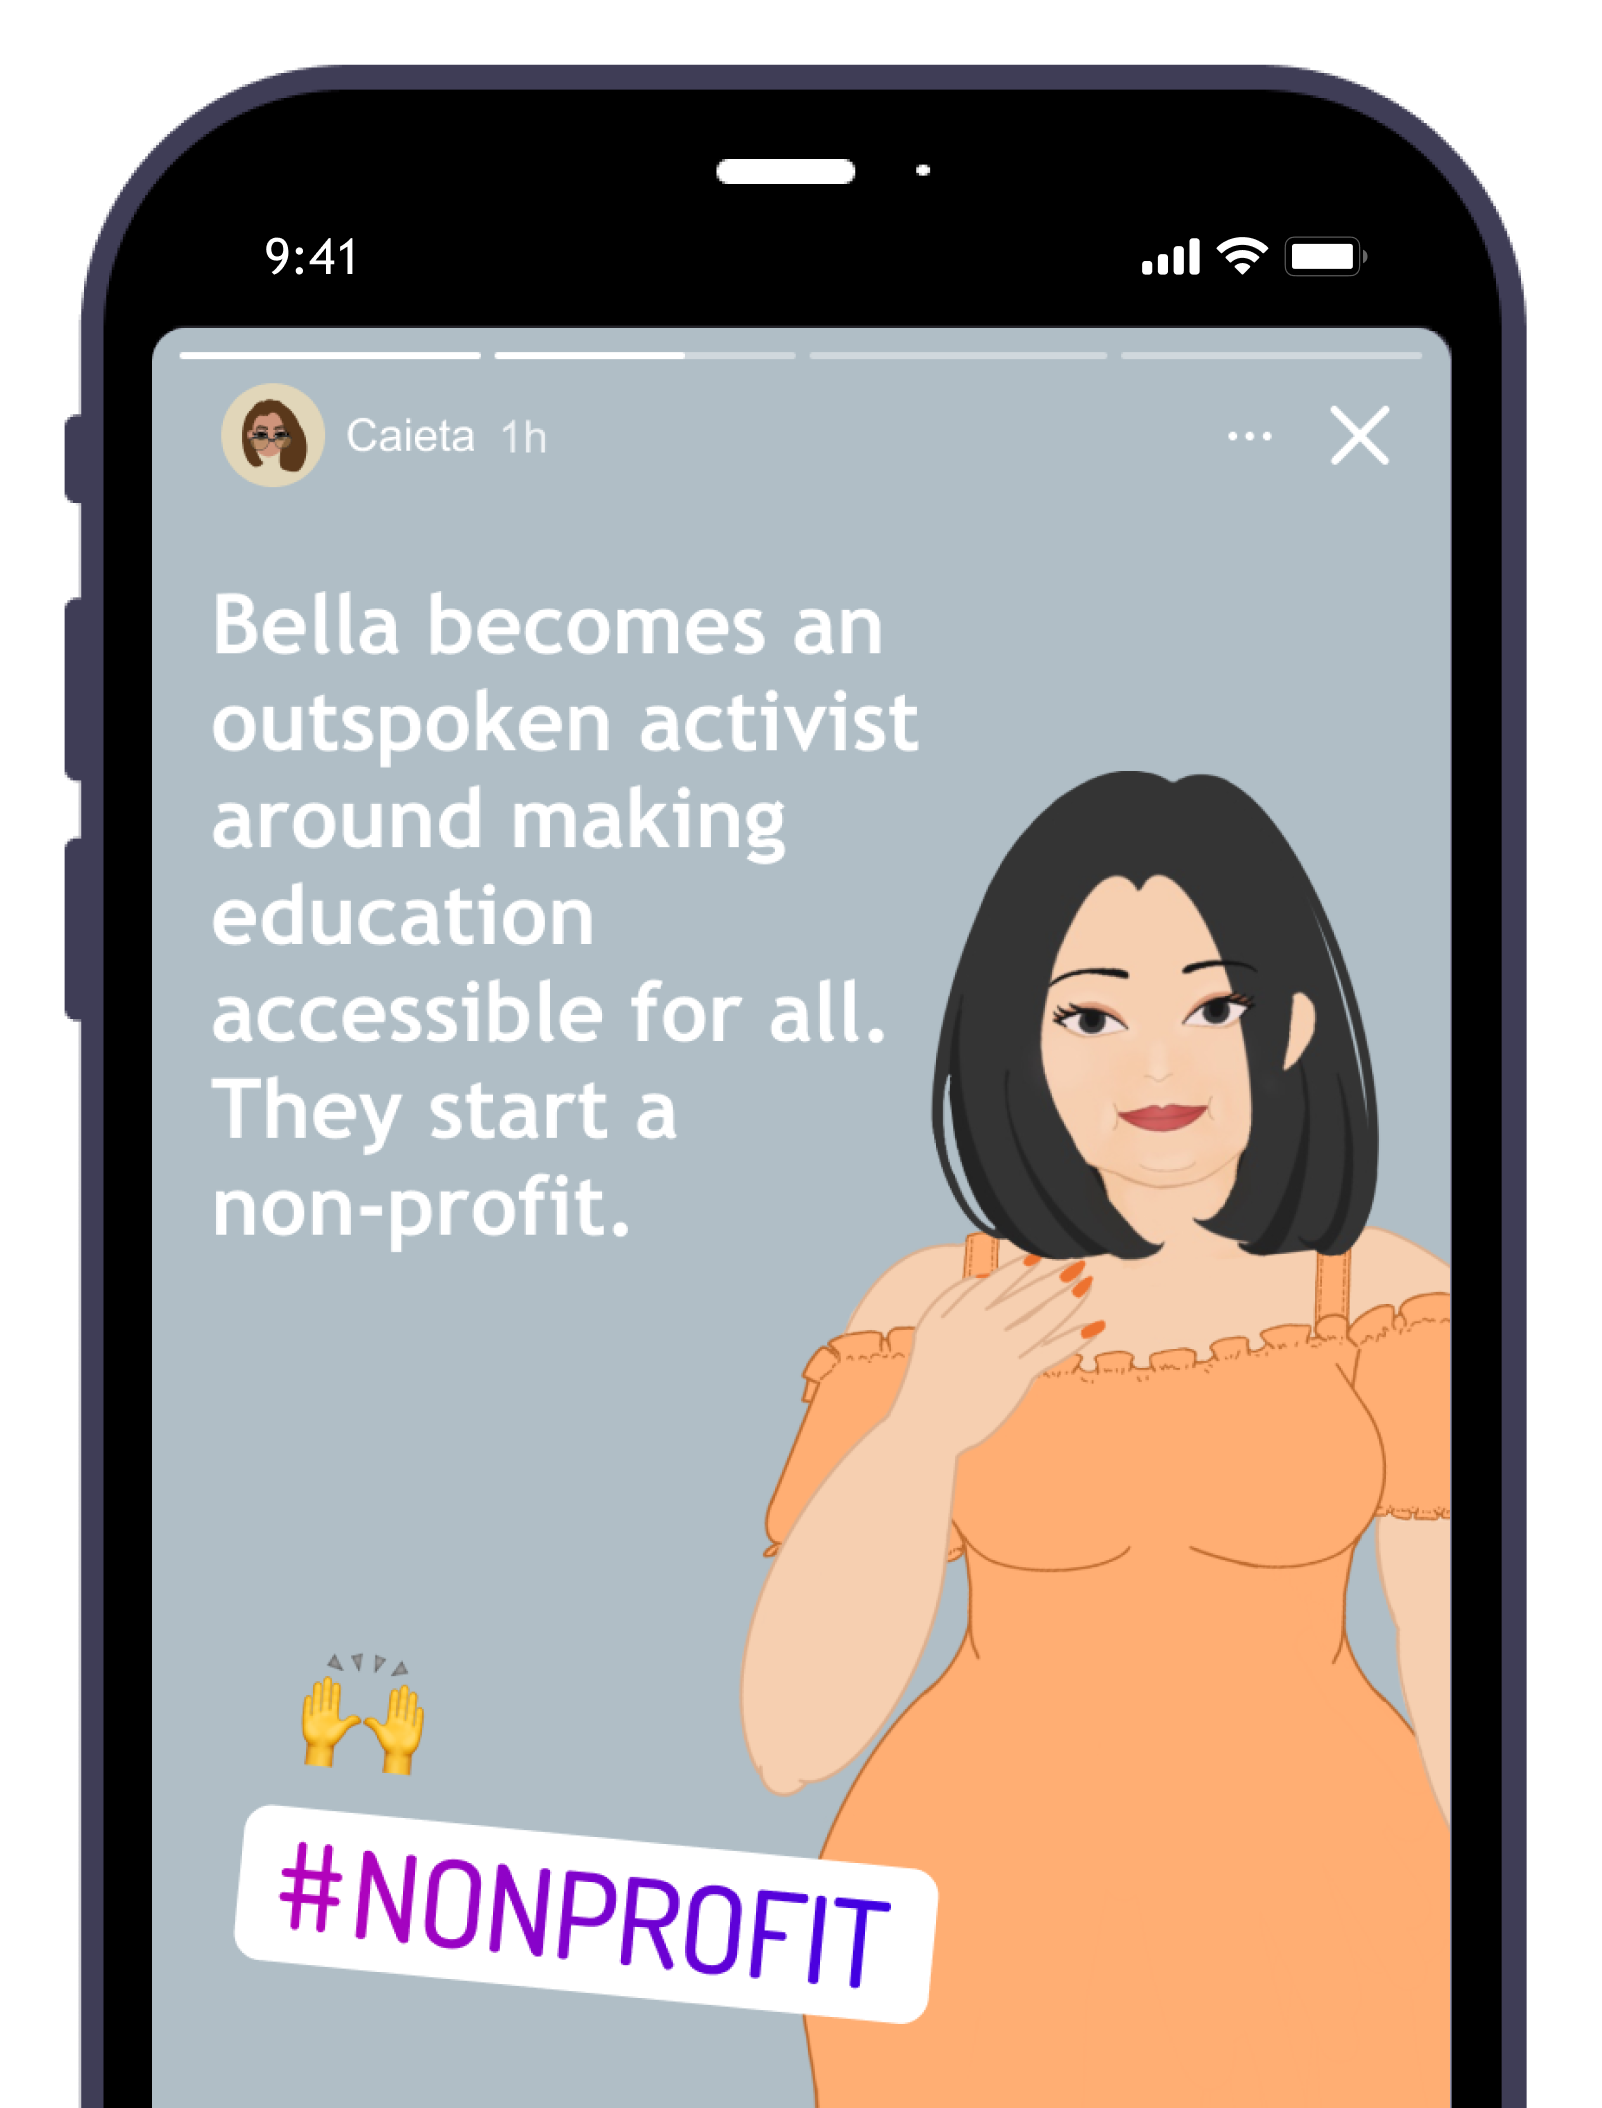 9:41
Caieta 1h
Bella becomes an
outspoken activist
around making
education
accessible for all.
They start a
non-profit.
#NONPROFIT